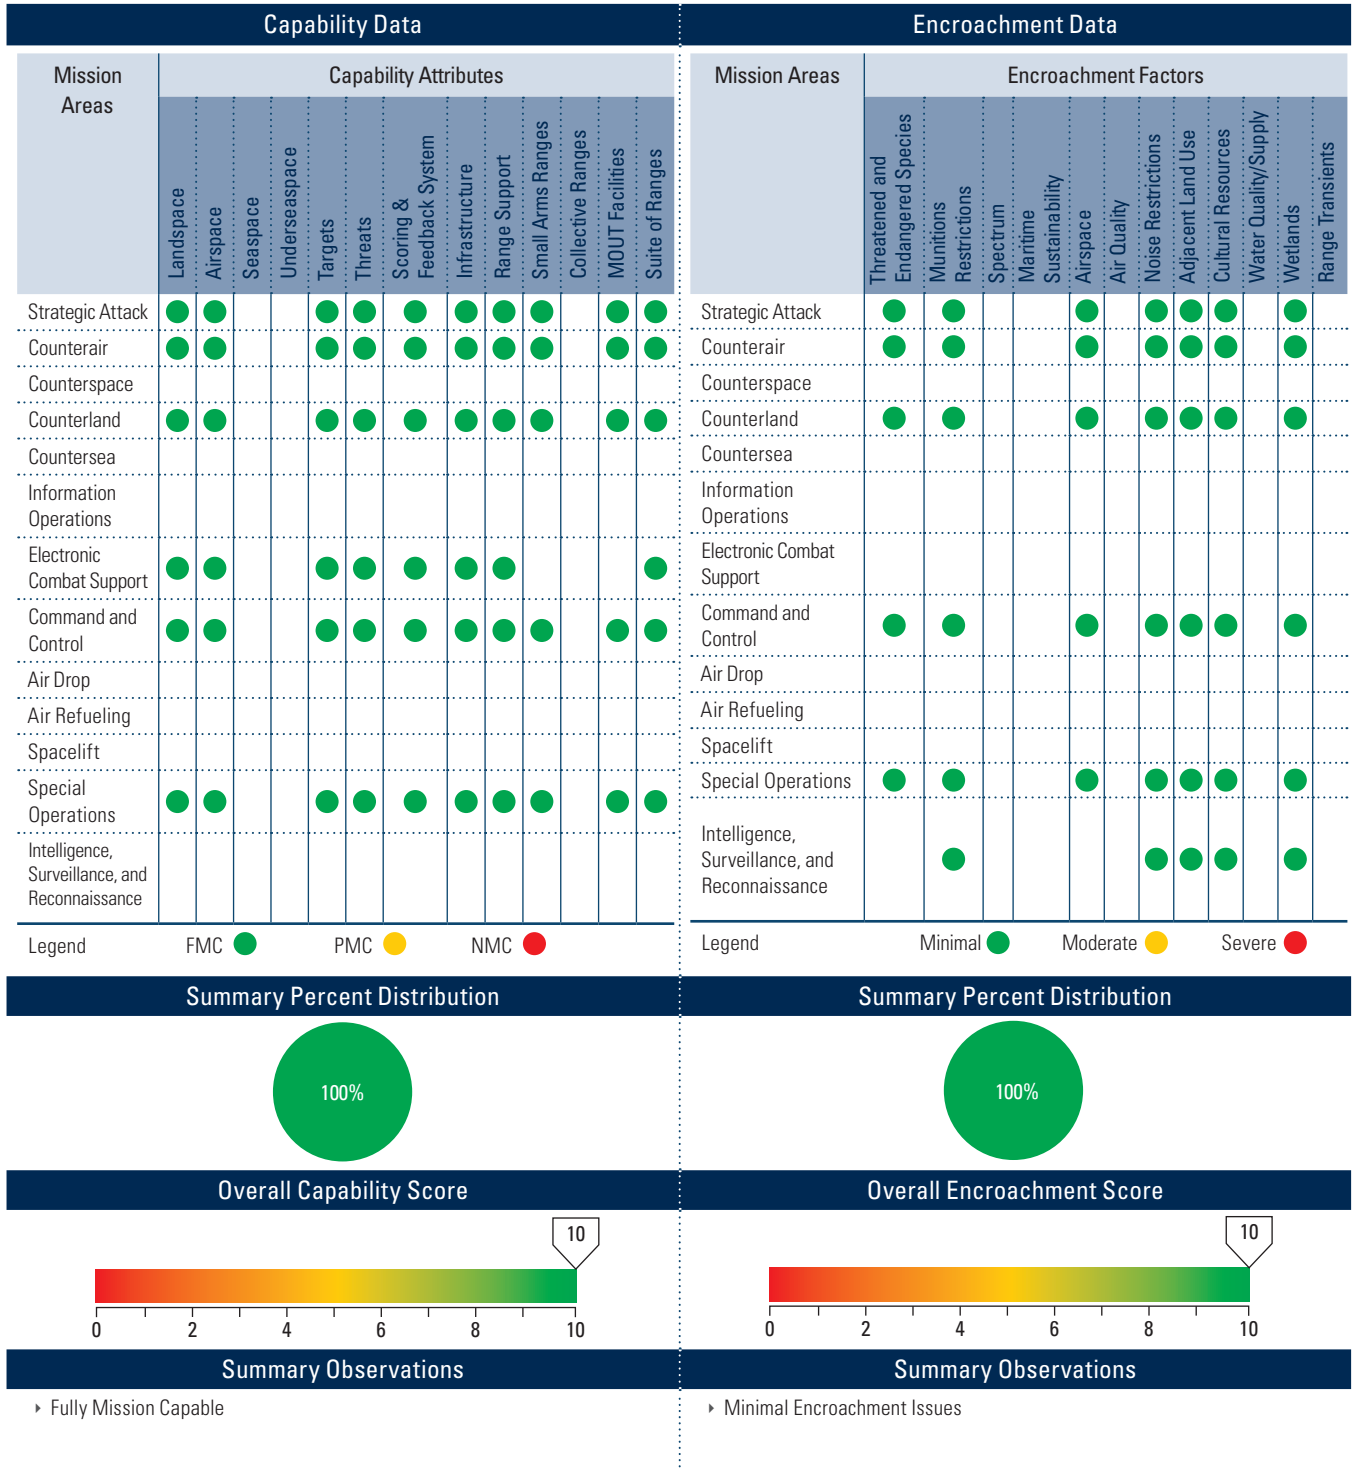 Capability Data
Mission
Areas
Capability Attributes
Landspace
Airspace
Seaspace
Underseaspace
Targets
Threats
Scoring &
Feedback System
Infrastructure
Range Support
Small Arms Ranges
Collective Ranges
MOUT Facilities
Suite of Ranges
Strategic Attack
Counterair
Counterspace
Counterland
Countersea
Information
Operations
Electronic
Combat Support
Command and
Control
Air Drop
Air Refueling
Spacelift
Special
Operations
Intelligence,
Surveillance, and
Reconnaissance
Legend FMC PMC NMC
Summary Percent Distribution
100%
Overall Capability Score
10
0 2 4 6 8 10
Summary Observations
‣ Fully Mission Capable
Encroachment Data
Mission Areas
Encroachment Factors
Threatened and
Endangered Species
Munitions
Restrictions
Spectrum
Maritime
Sustainability
Airspace
Air Quality
Noise Restrictions
Adjacent Land Use
Cultural Resources
Water Quality/Supply
Wetlands
Range Transients
Strategic Attack
Counterair
Counterspace
Counterland
Countersea
Information
Operations
Electronic Combat
Support
Command and
Control
Air Drop
Air Refueling
Spacelift
Special Operations
Intelligence,
Surveillance, and
Reconnaissance
Legend Minimal Moderate Severe
Summary Percent Distribution
100%
Overall Encroachment Score
10
0 2 4 6 8 10
Summary Observations
‣ Minimal Encroachment Issues